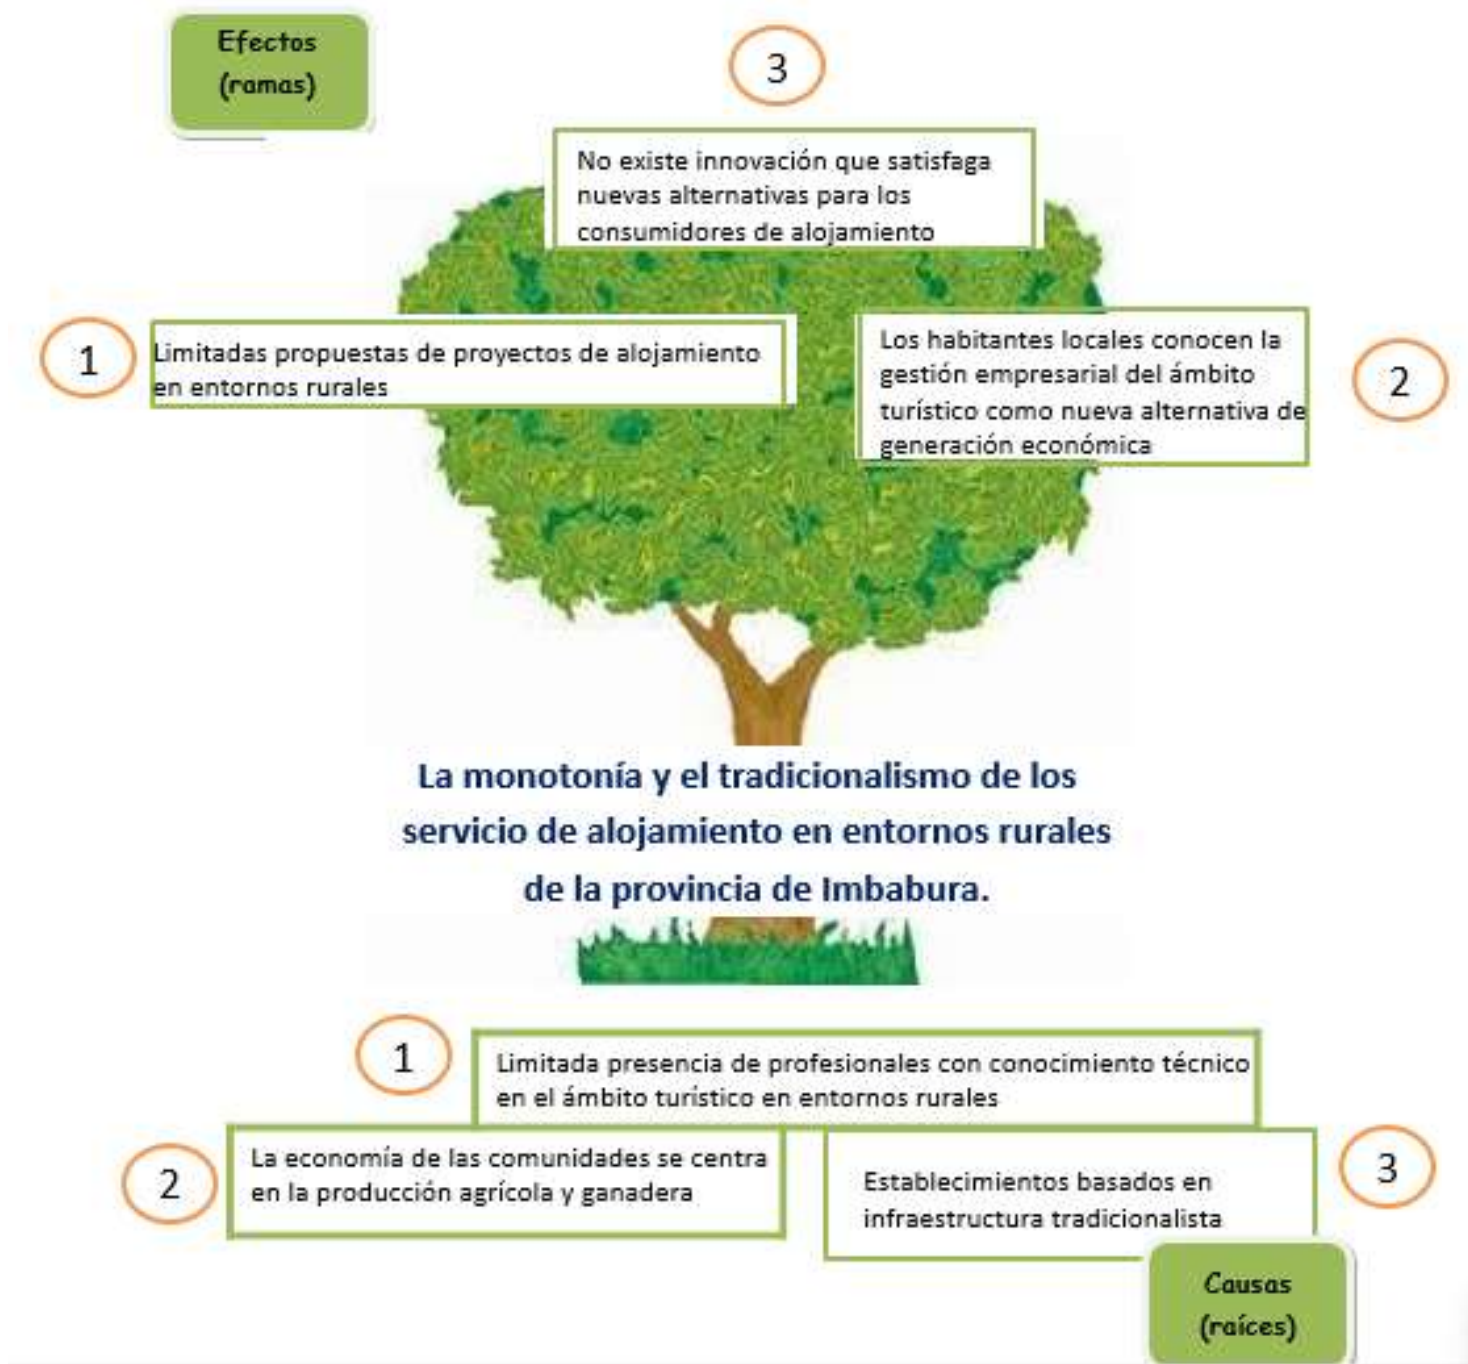 Efectos
(ramas)
3
No existe innovación que satisfaga
nuevas alternativas para los
consumidores de alojamiento
1
Limitadas propuestas de proyectos de alojamiento
en entornos rurales
Los habitantes locales conocen la
gestión empresarial del ámbito
turístico como nueva alternativa de
generación económica
2
La monotonía y el tradicionalismo de los
servicio de alojamiento en entornos rurales
de la provincia de Imbabura.
1
Limitada presencia de profesionales con conocimiento técnico
en el ámbito turístico en entornos rurales
2
La economía de las comunidades se centra
en la producción agrícola y ganadera
Establecimientos basados en
infraestructura tradicionalista
3
Causas
(raíces)